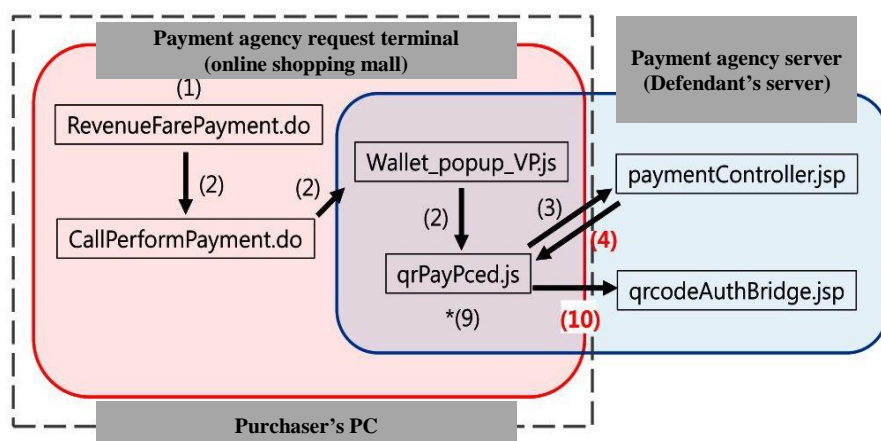 Payment agency request terminal
(online shopping mall)
Payment agency server
(Defendant's server)
(1)
RevenueFarePayment.do
(2)
CallPerformPayment.do
(2)
Wallet_popup_VP.js
(2)
qrPayPced.js
*(9)
(3)
(4)
(10)
paymentController.jsp
qrcodeAuthBridge.jsp
Purchaser's PC